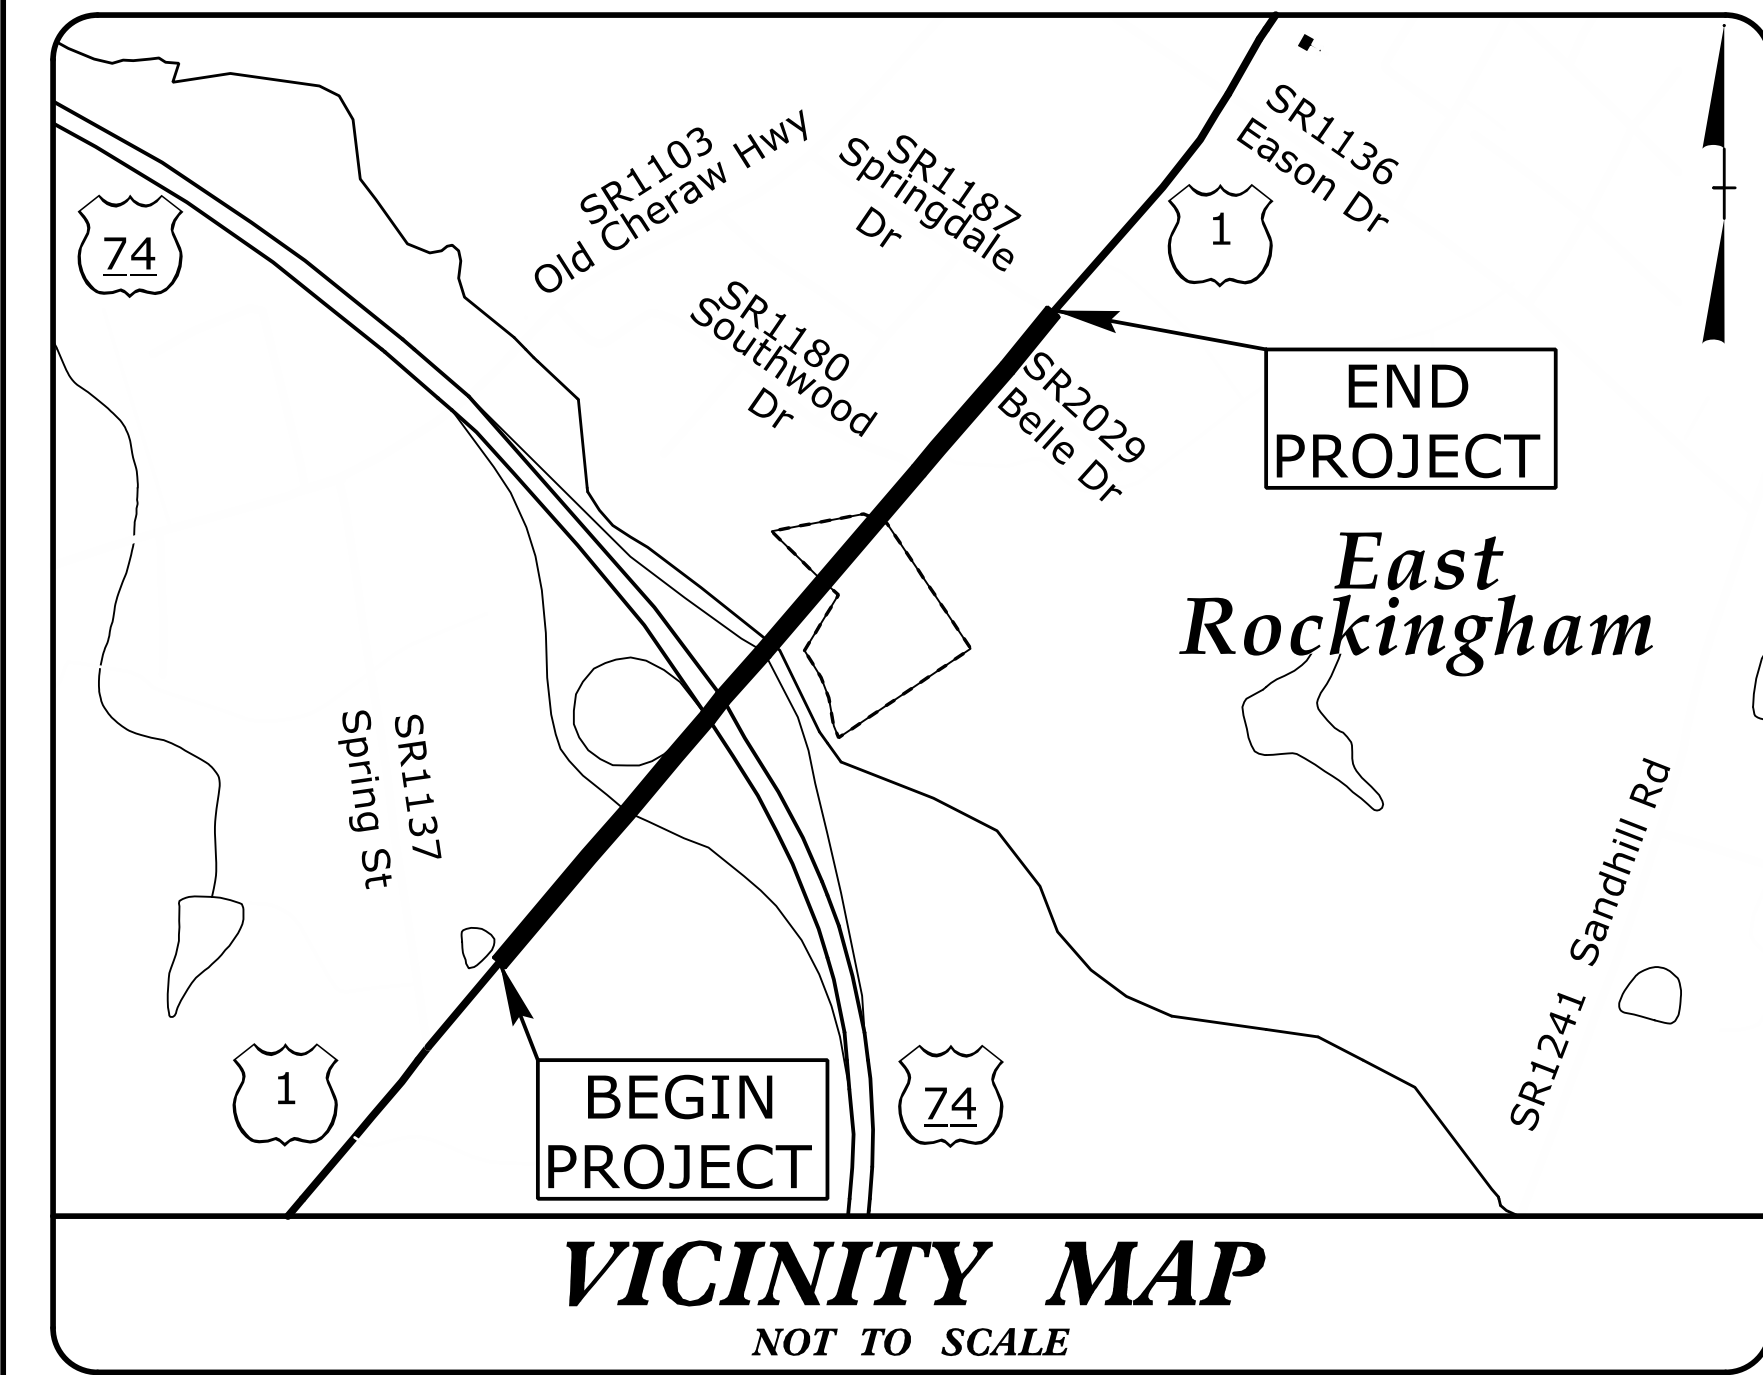 SR1136
Eason Dr
SR1103
Old Cheraw Hwy
SR1187
Springdale
Dr
1
74
SR1180
Southwood
Dr
SR2029
Belle Dr
END
PROJECT
East
Rockingham
SR1137
Spring St
SR1241 Sandhill Rd
1
BEGIN
PROJECT
74
VICINITY MAP
NOT TO SCALE